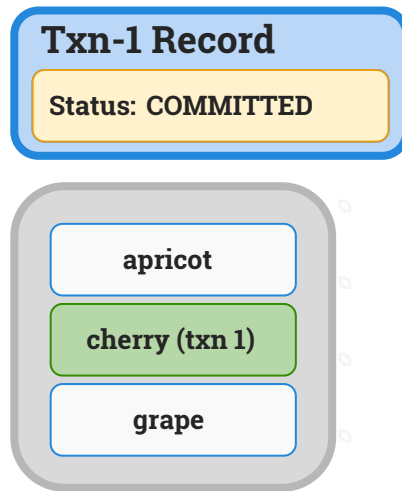 Txn-1 Record
Status: COMMITTED
apricot
cherry (txn 1)
grape